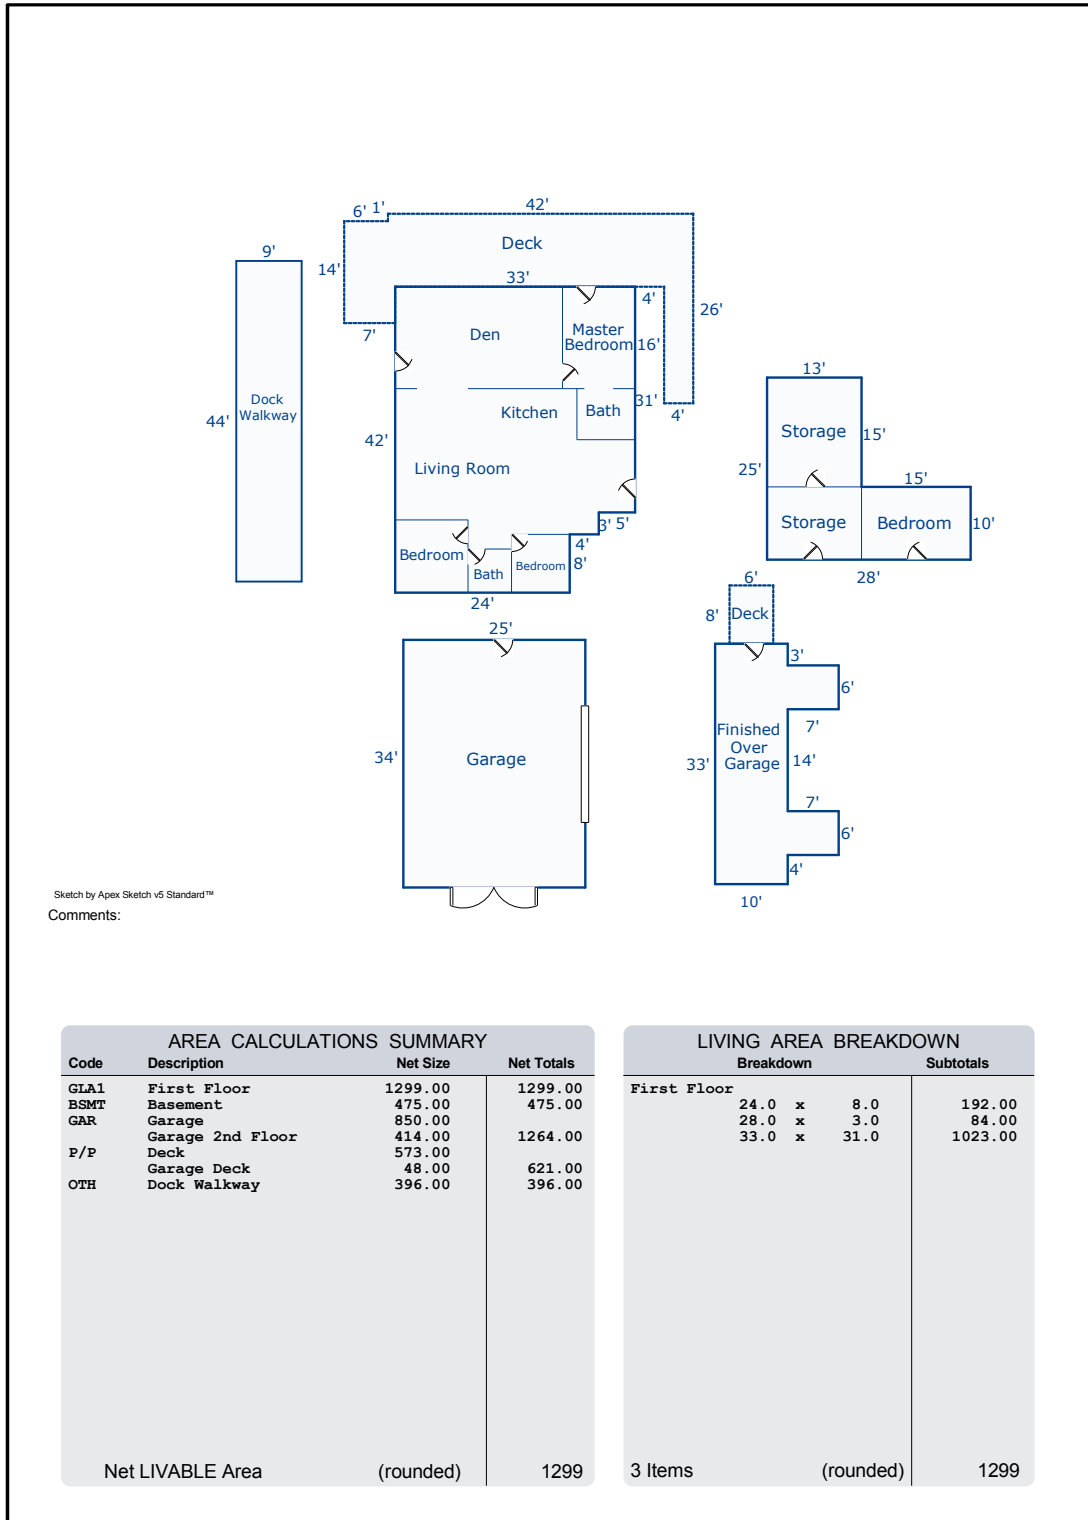 6' 1' 42'
Deck
9'
14'
33'
4'
26'
7'
Den
Master
Bedroom
16'
13'
Dock
Walkway
44'
Kitchen
Bath
31'
4'
42'
Storage
15'
Living Room
25'
15'
3' 5'
Storage
Bedroom
10'
4'
Bedroom
Bath
Bedroom
8'
28'
24'
6'
8'
Deck
25'
3'
6'
7'
Finished
Over
Garage
34'
Garage
33'
14'
7'
6'
4'
10'
Sketch by Apex Sketch v5 Standard™
Comments:
AREA CALCULATIONS SUMMARY
Code Description Net Size Net Totals
GLA1 First Floor 1299.00 1299.00
BSMT Basement 475.00 475.00
GAR Garage 850.00
Garage 2nd Floor 414.00 1264.00
P/P Deck 573.00
Garage Deck 48.00 621.00
OTH Dock Walkway 396.00 396.00
Net LIVABLE Area (rounded) 1299
LIVING AREA BREAKDOWN
Breakdown Subtotals
First Floor
24.0 x 8.0 192.00
28.0 x 3.0 84.00
33.0 x 31.0 1023.00
3 Items (rounded) 1299